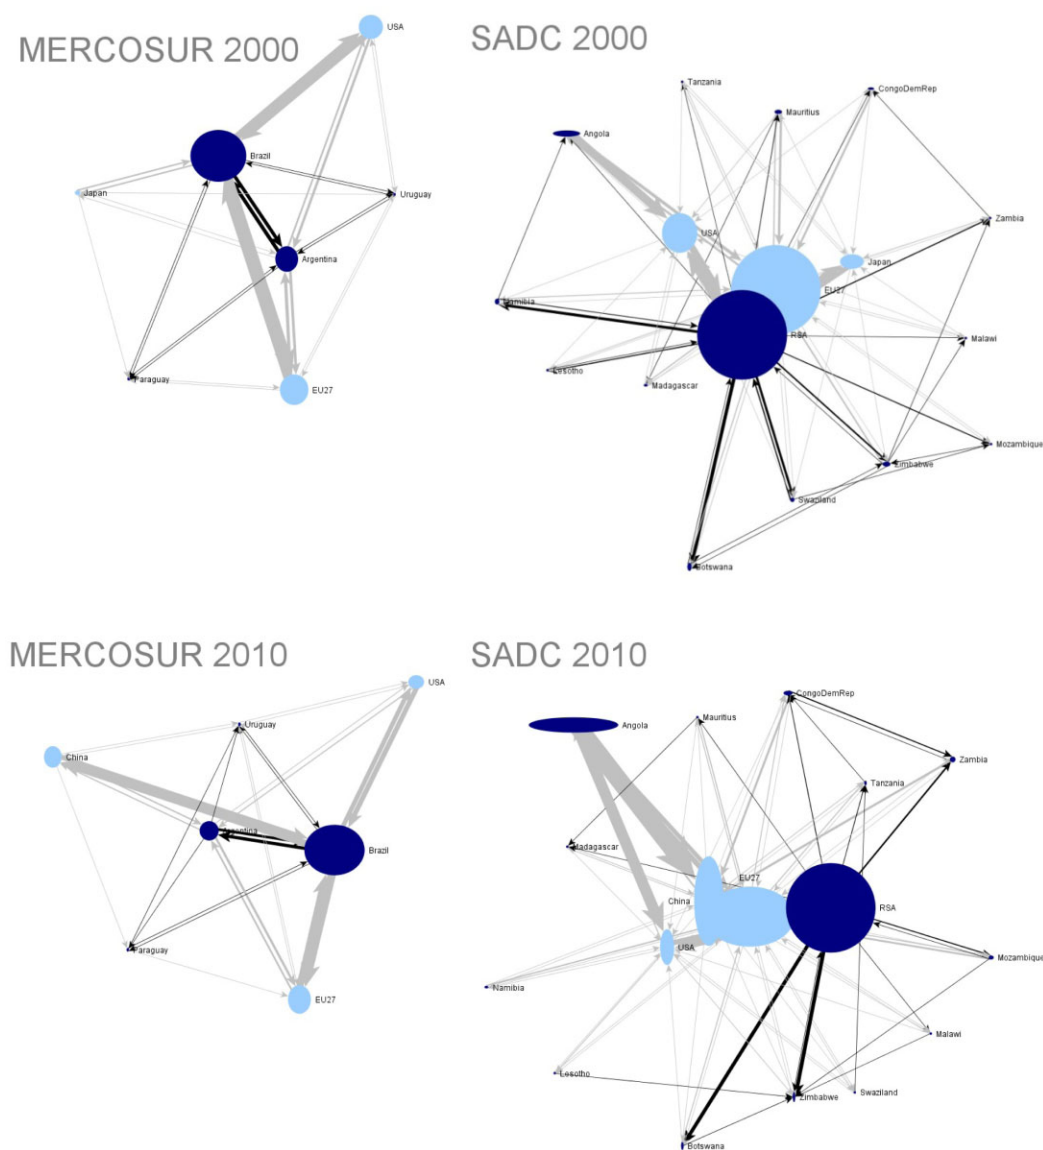 MERCOSUR 2000
USA
Brazil
Japan
Uruguay
Argentina
Paraguay
EU27
SADC 2000
Tanzania
CongoDemRep
Mauritius
Angola
Zambia
USA
Japan
EU27
Namibia
RSA
Malawi
Lesotho
Madagascar
Mozambique
Zimbabwe
Swaziland
Botswana
MERCOSUR 2010
USA
Uruguay
China
Argentina
Brazil
Paraguay
EU27
SADC 2010
CongoDemRep
Mauritius
Angola
Zambia
Tanzania
Madagascar
EU27
China
RSA
USA
Mozambique
Namibia
Malawi
Lesotho
Swaziland
Zimbabwe
Botswana